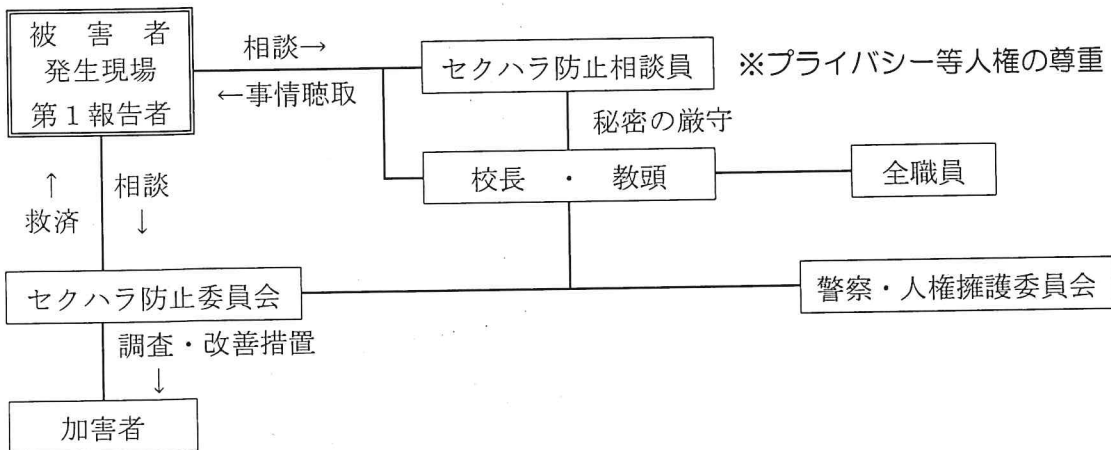 被 害 者
発生現場
第１報告者
相談→
←事情聴取
セクハラ防止相談員
※プライバシー等人権の尊重
秘密の厳守
校長 ・ 教頭
全職員
↑
救済
相談
↓
セクハラ防止委員会
警察・人権擁護委員会
調査・改善措置
↓
加害者